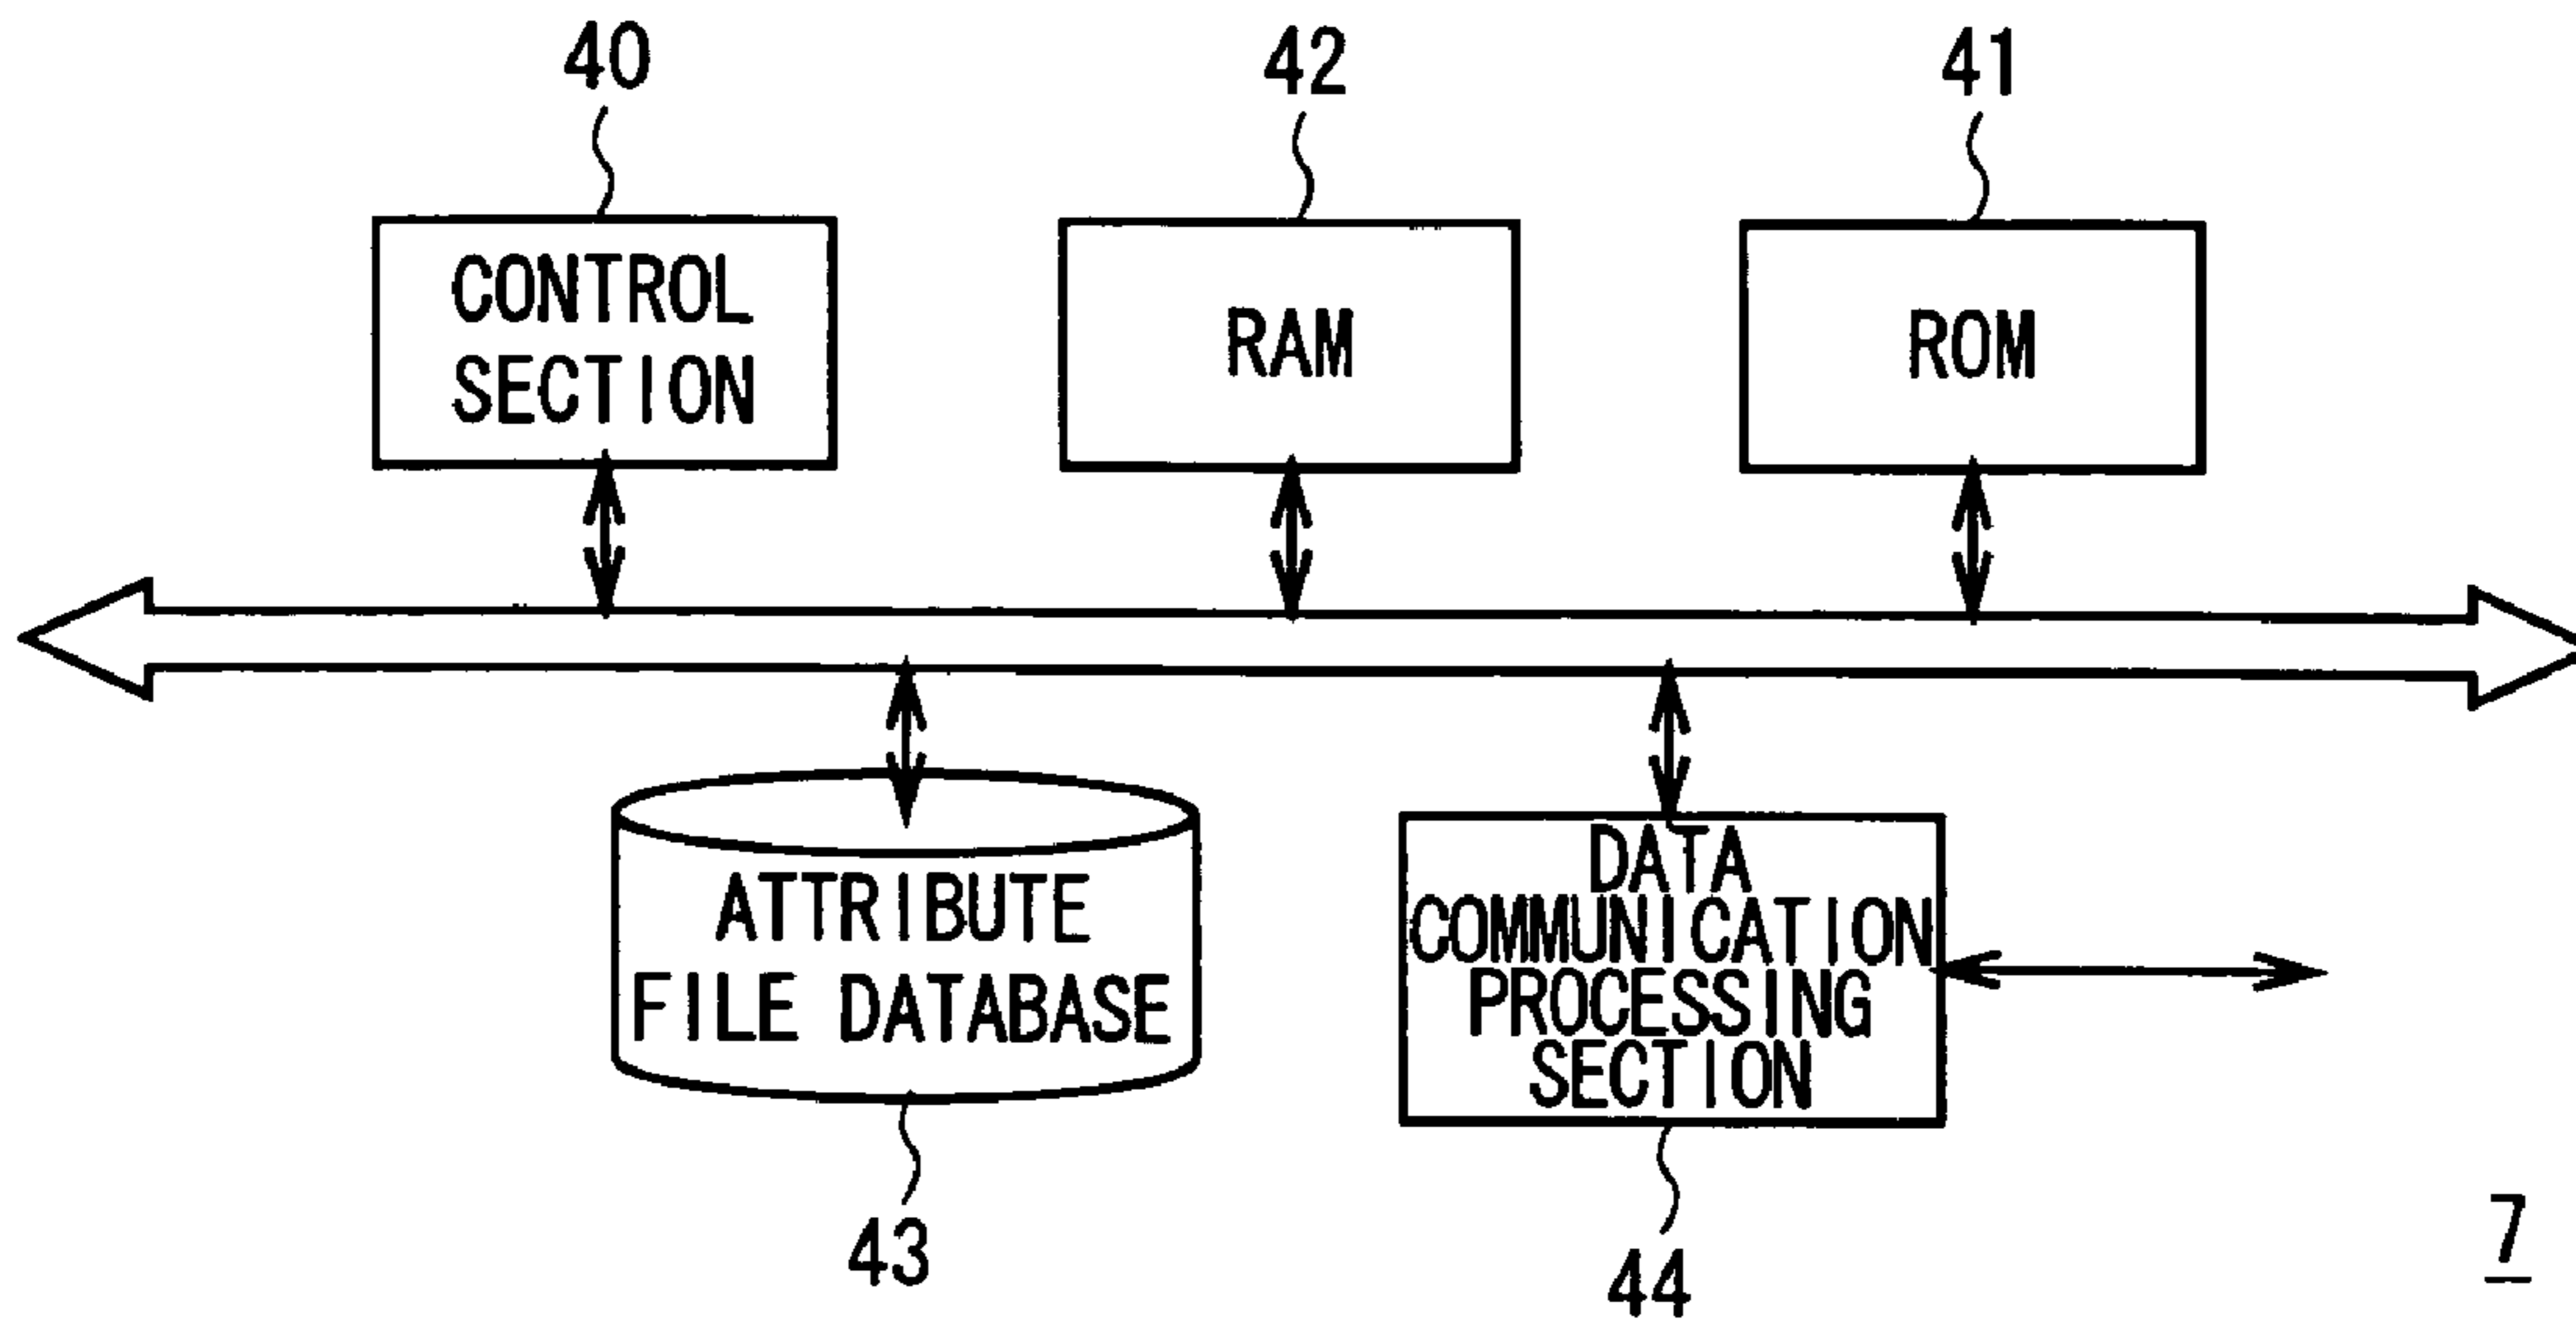 40
42
41
CONTROL
SECTION
RAM
ROM
ATTRIBUTE
FILE DATABASE
DATA
COMMUNICATION
PROCESSING
SECTION
43
44
7